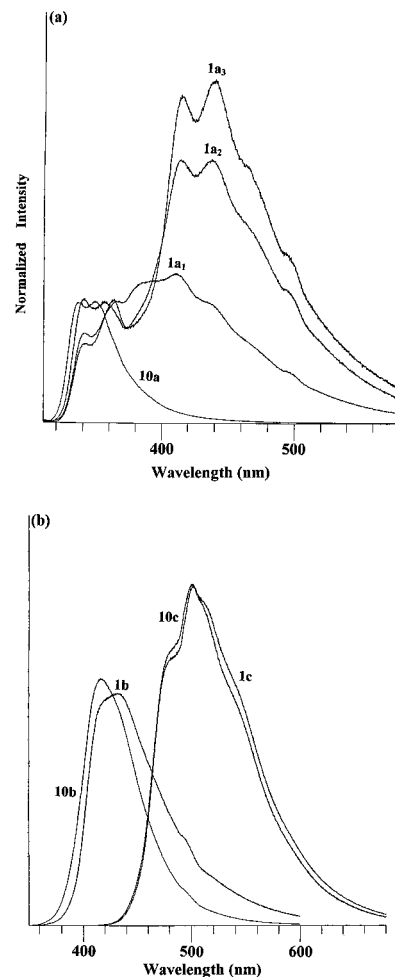 (a)
1a3
1a2
1a1
10a
Normalized Intensity
400 500
Wavelength (nm)
(b)
10c
1b
1c
10b
400 500 600
Wavelength (nm)